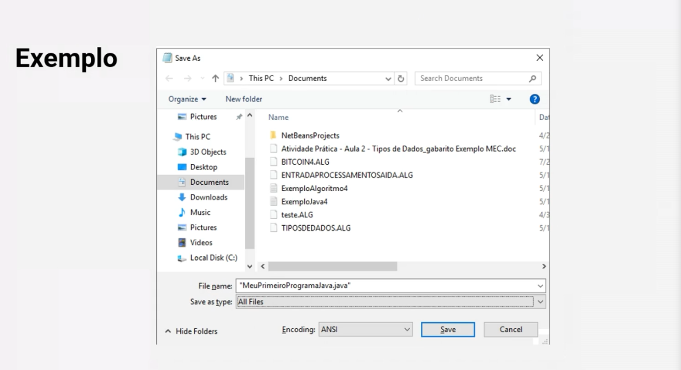 Exemplo
Save As
This PC > Documents
Search Documents
Organize
New folder
Name
Dat
Pictures
This PC
3D Objects
Desktop
Documents
Downloads
Music
Pictures
Videos
Local Disk (C:)
NetBeansProjects 4/2
Atividade Prática - Aula 2 - Tipos de Dados_gabarito Exemplo MEC.doc 5/1
BITCOIN4.ALG 7/2
ENTRADAPROCESSAMENTOSAIDA.ALG 5/1
ExemploAlgoritmo4 5/1
ExemploJava4 5/1
teste.ALG 4/3
TIPOSDEDADOS.ALG 5/1
File name: "MeuPrimeiroProgramaJava.java"
Save as type: All Files
Hide Folders
Encoding: ANSI
Save
Cancel